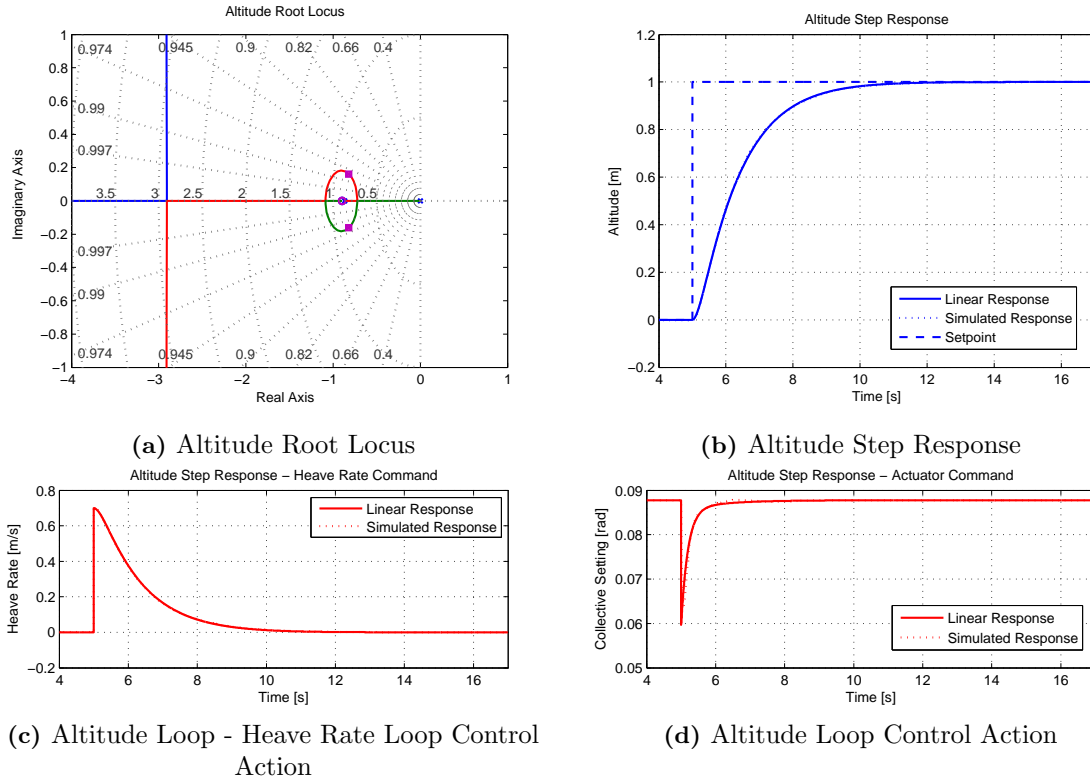 Altitude Root Locus
1
0.8
0.6
0.4
0.2
0
−0.2
−0.4
−0.6
−0.8
−1
Imaginary Axis
0.974 0.945 0.9 0.82 0.66 0.4
0.99
0.997
3.5 3 2.5 2 1.5 1 0.5
0.997
0.99
0.974 0.945 0.9 0.82 0.66 0.4
−4 −3 −2 −1 0 1
Real Axis
(a) Altitude Root Locus
Altitude Step Response
1.2
1
0.8
0.6
0.4
0.2
0
−0.2
Altitude [m]
Linear Response
Simulated Response
Setpoint
4 6 8 10 12 14 16
Time [s]
(b) Altitude Step Response
Altitude Step Response − Heave Rate Command
0.8
0.6
0.4
0.2
0
−0.2
Heave Rate [m/s]
Linear Response
Simulated Response
4 6 8 10 12 14 16
Time [s]
(c) Altitude Loop - Heave Rate Loop Control
Action
Altitude Step Response − Actuator Command
0.09
0.08
0.07
0.06
0.05
Collective Setting [rad]
Linear Response
Simulated Response
4 6 8 10 12 14 16
Time [s]
(d) Altitude Loop Control Action